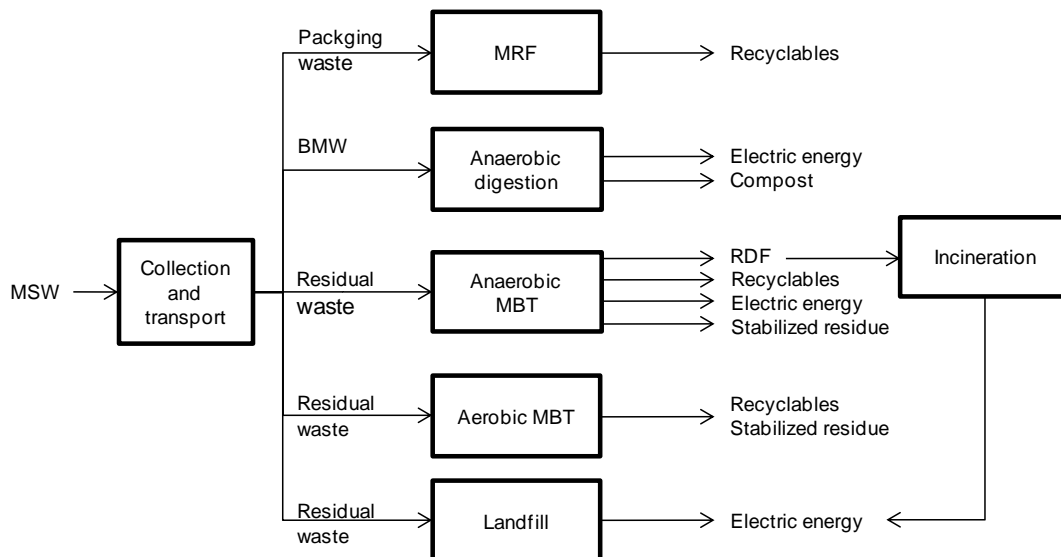 Packging
waste
MRF
Recyclables
BMW
Anaerobic
digestion
Electric energy
Compost
MSW
Collection
and
transport
Residual
waste
Anaerobic
MBT
RDF
Recyclables
Electric energy
Stabilized residue
Incineration
Residual
waste
Aerobic MBT
Recyclables
Stabilized residue
Residual
waste
Landfill
Electric energy